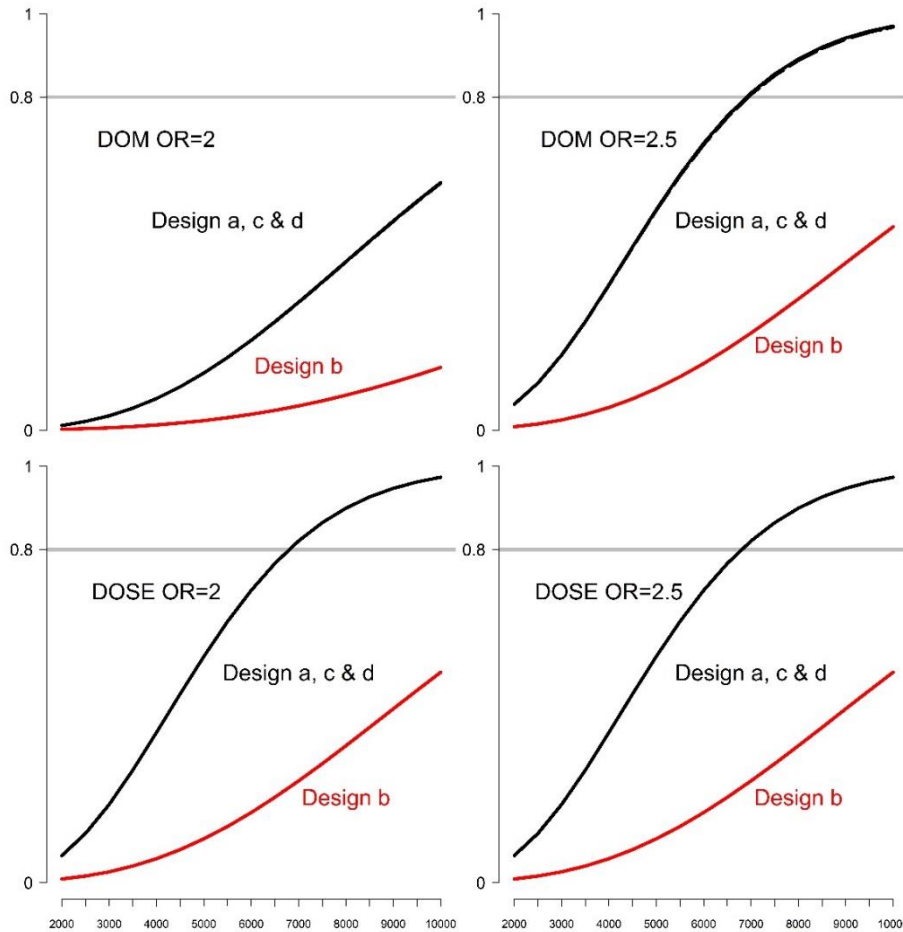 1
0.8
DOM OR=2
Design a, c & d
Design b
0
1
0.8
DOM OR=2.5
Design a, c & d
Design b
0
1
0.8
DOSE OR=2
Design a, c & d
Design b
0
2000 3000 4000 5000 6000 7000 8000 9000 10000
1
0.8
DOSE OR=2.5
Design a, c & d
Design b
0
2000 3000 4000 5000 6000 7000 8000 9000 1000